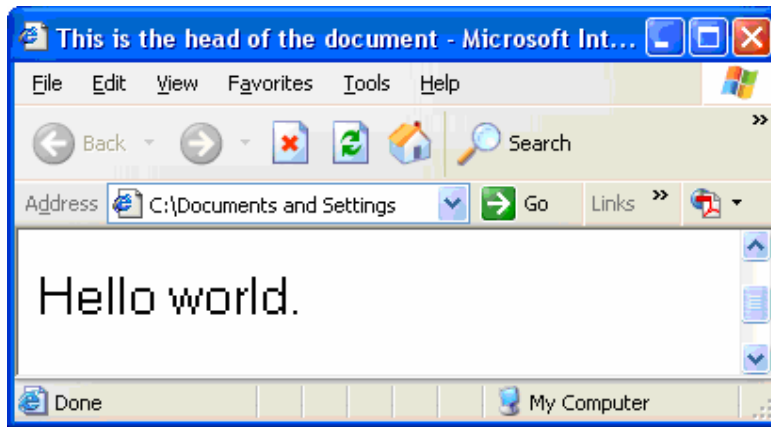 This is the head of the document - Microsoft Int...
File Edit View Favorites Tools Help
Back Search »
Address C:\Documents and Settings Go Links »
Hello world.
Done My Computer